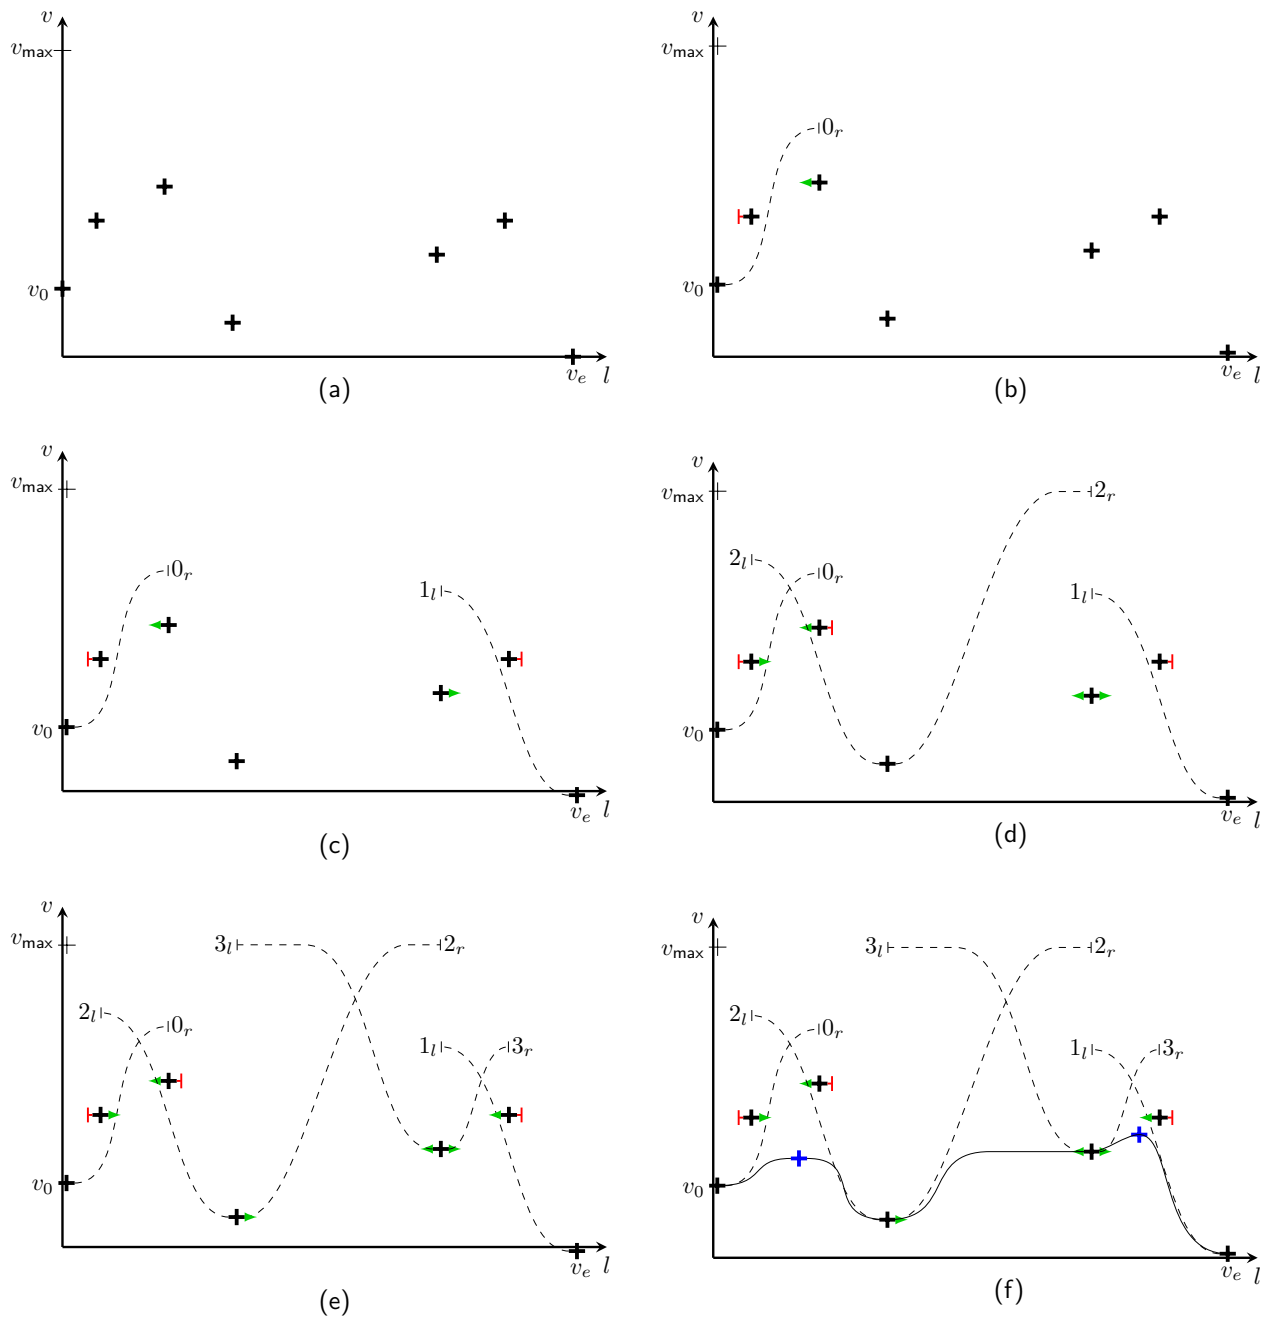 v
v_max
v_0
v_e l
(a)
v
v_max
0_r
v_0
v_e l
(b)
v
v_max
0_r
1_l
v_0
v_e l
(c)
v
v_max
2_r
2_l 0_r
1_l
v_0
v_e l
(d)
v
v_max
3_l 2_r
2_l 0_r
1_l 3_r
v_0
v_e l
(e)
v
v_max
3_l 2_r
2_l 0_r
1_l 3_r
v_0
v_e l
(f)